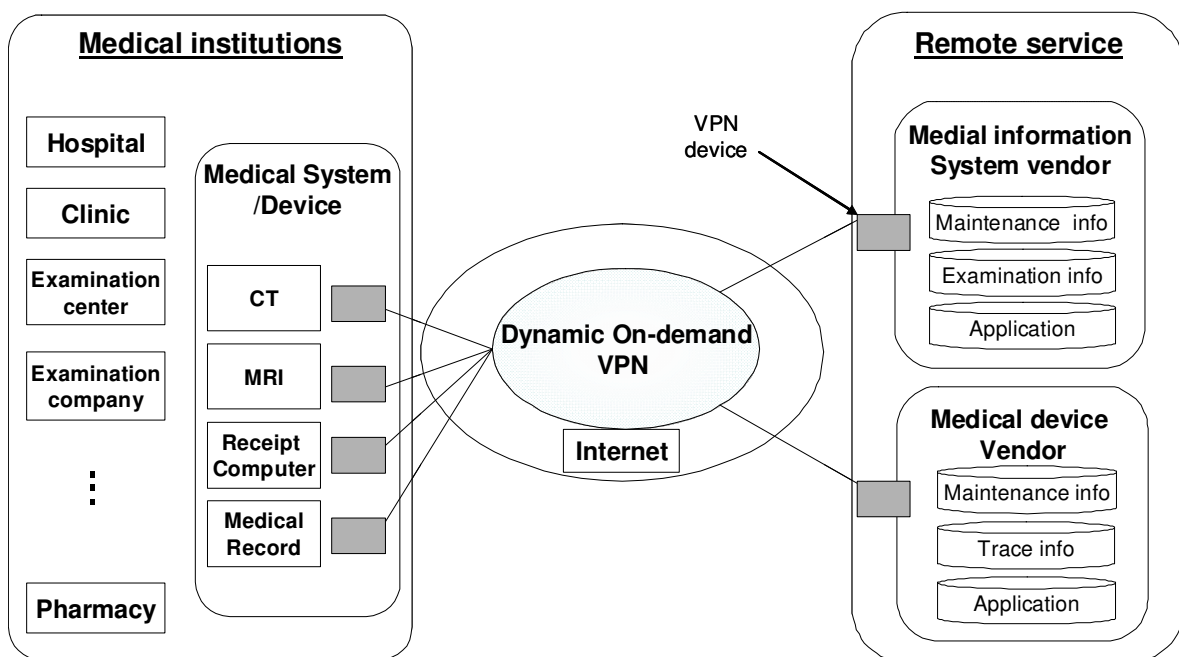 Medical institutions
Hospital
Clinic
Examination
center
Examination
company
Pharmacy
Medical System
/Device
CT
MRI
Receipt
Computer
Medical
Record
Dynamic On-demand
VPN
Internet
VPN
device
Remote service
Medial information
System vendor
Maintenance info
Examination info
Application
Medical device
Vendor
Maintenance info
Trace info
Application